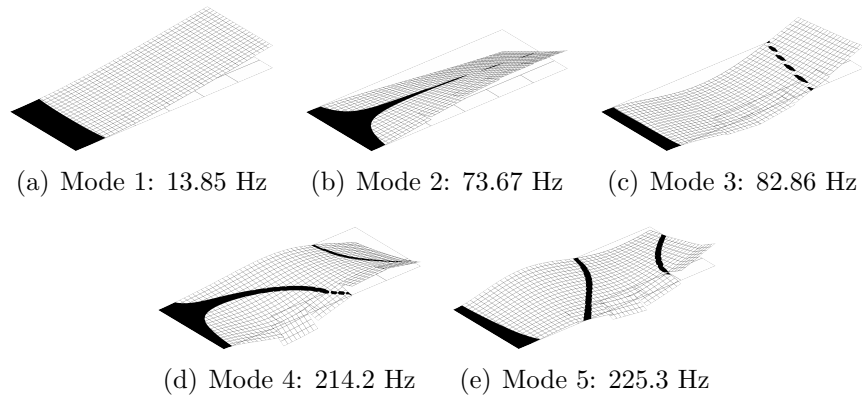 (a) Mode 1: 13.85 Hz (b) Mode 2: 73.67 Hz (c) Mode 3: 82.86 Hz
(d) Mode 4: 214.2 Hz (e) Mode 5: 225.3 Hz